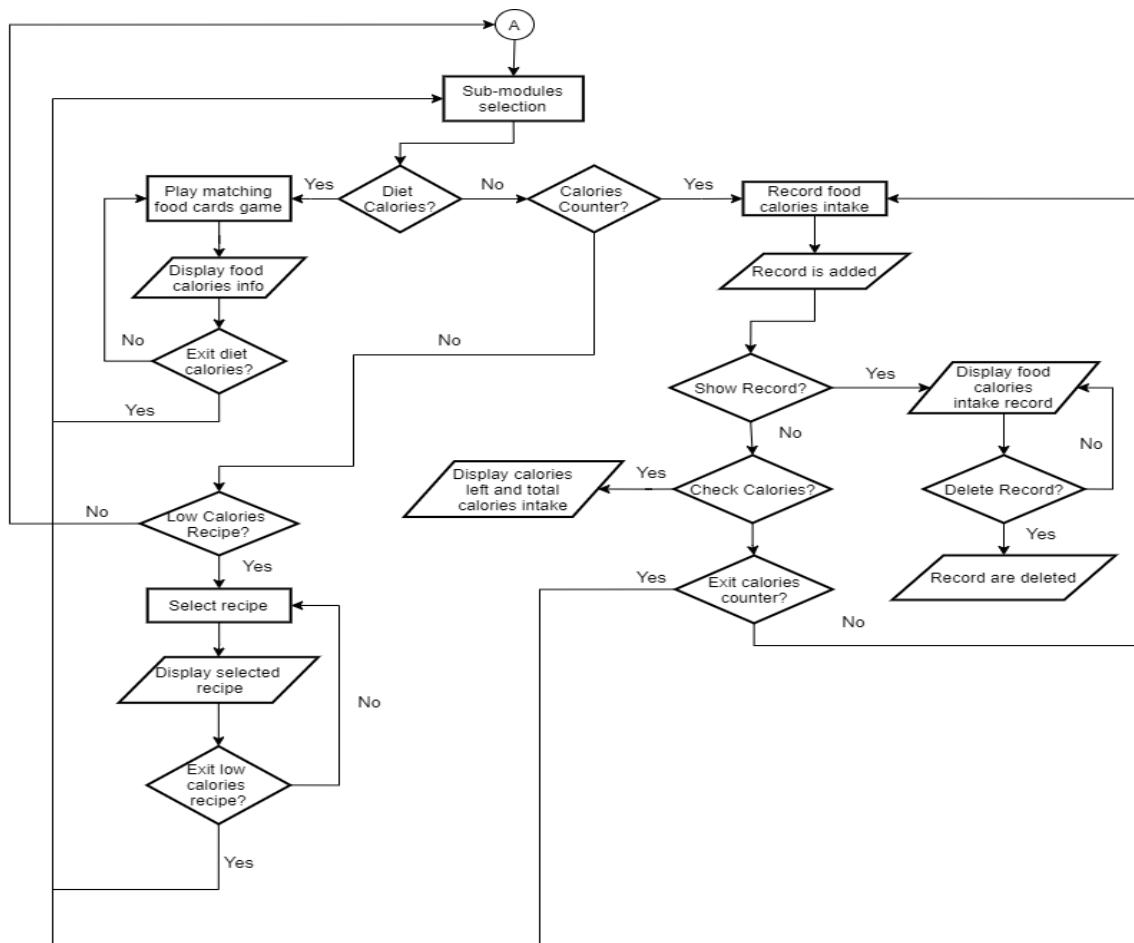 A
Sub-modules
selection
Yes
Diet
Calories?
No
Calories
Counter?
Yes
Play matching
food cards game
Record food
calories intake
Display food
calories info
Record is added
No
Exit diet
calories?
Yes
No
Show Record?
Yes
Display food
calories
intake record
No
No
Display calories
left and total
calories intake
Yes
Check Calories?
Delete Record?
Yes
Record are deleted
No
Low Calories
Recipe?
Yes
Yes
Exit calories
counter?
No
Select recipe
Display selected
recipe
No
Exit low
calories
recipe?
Yes